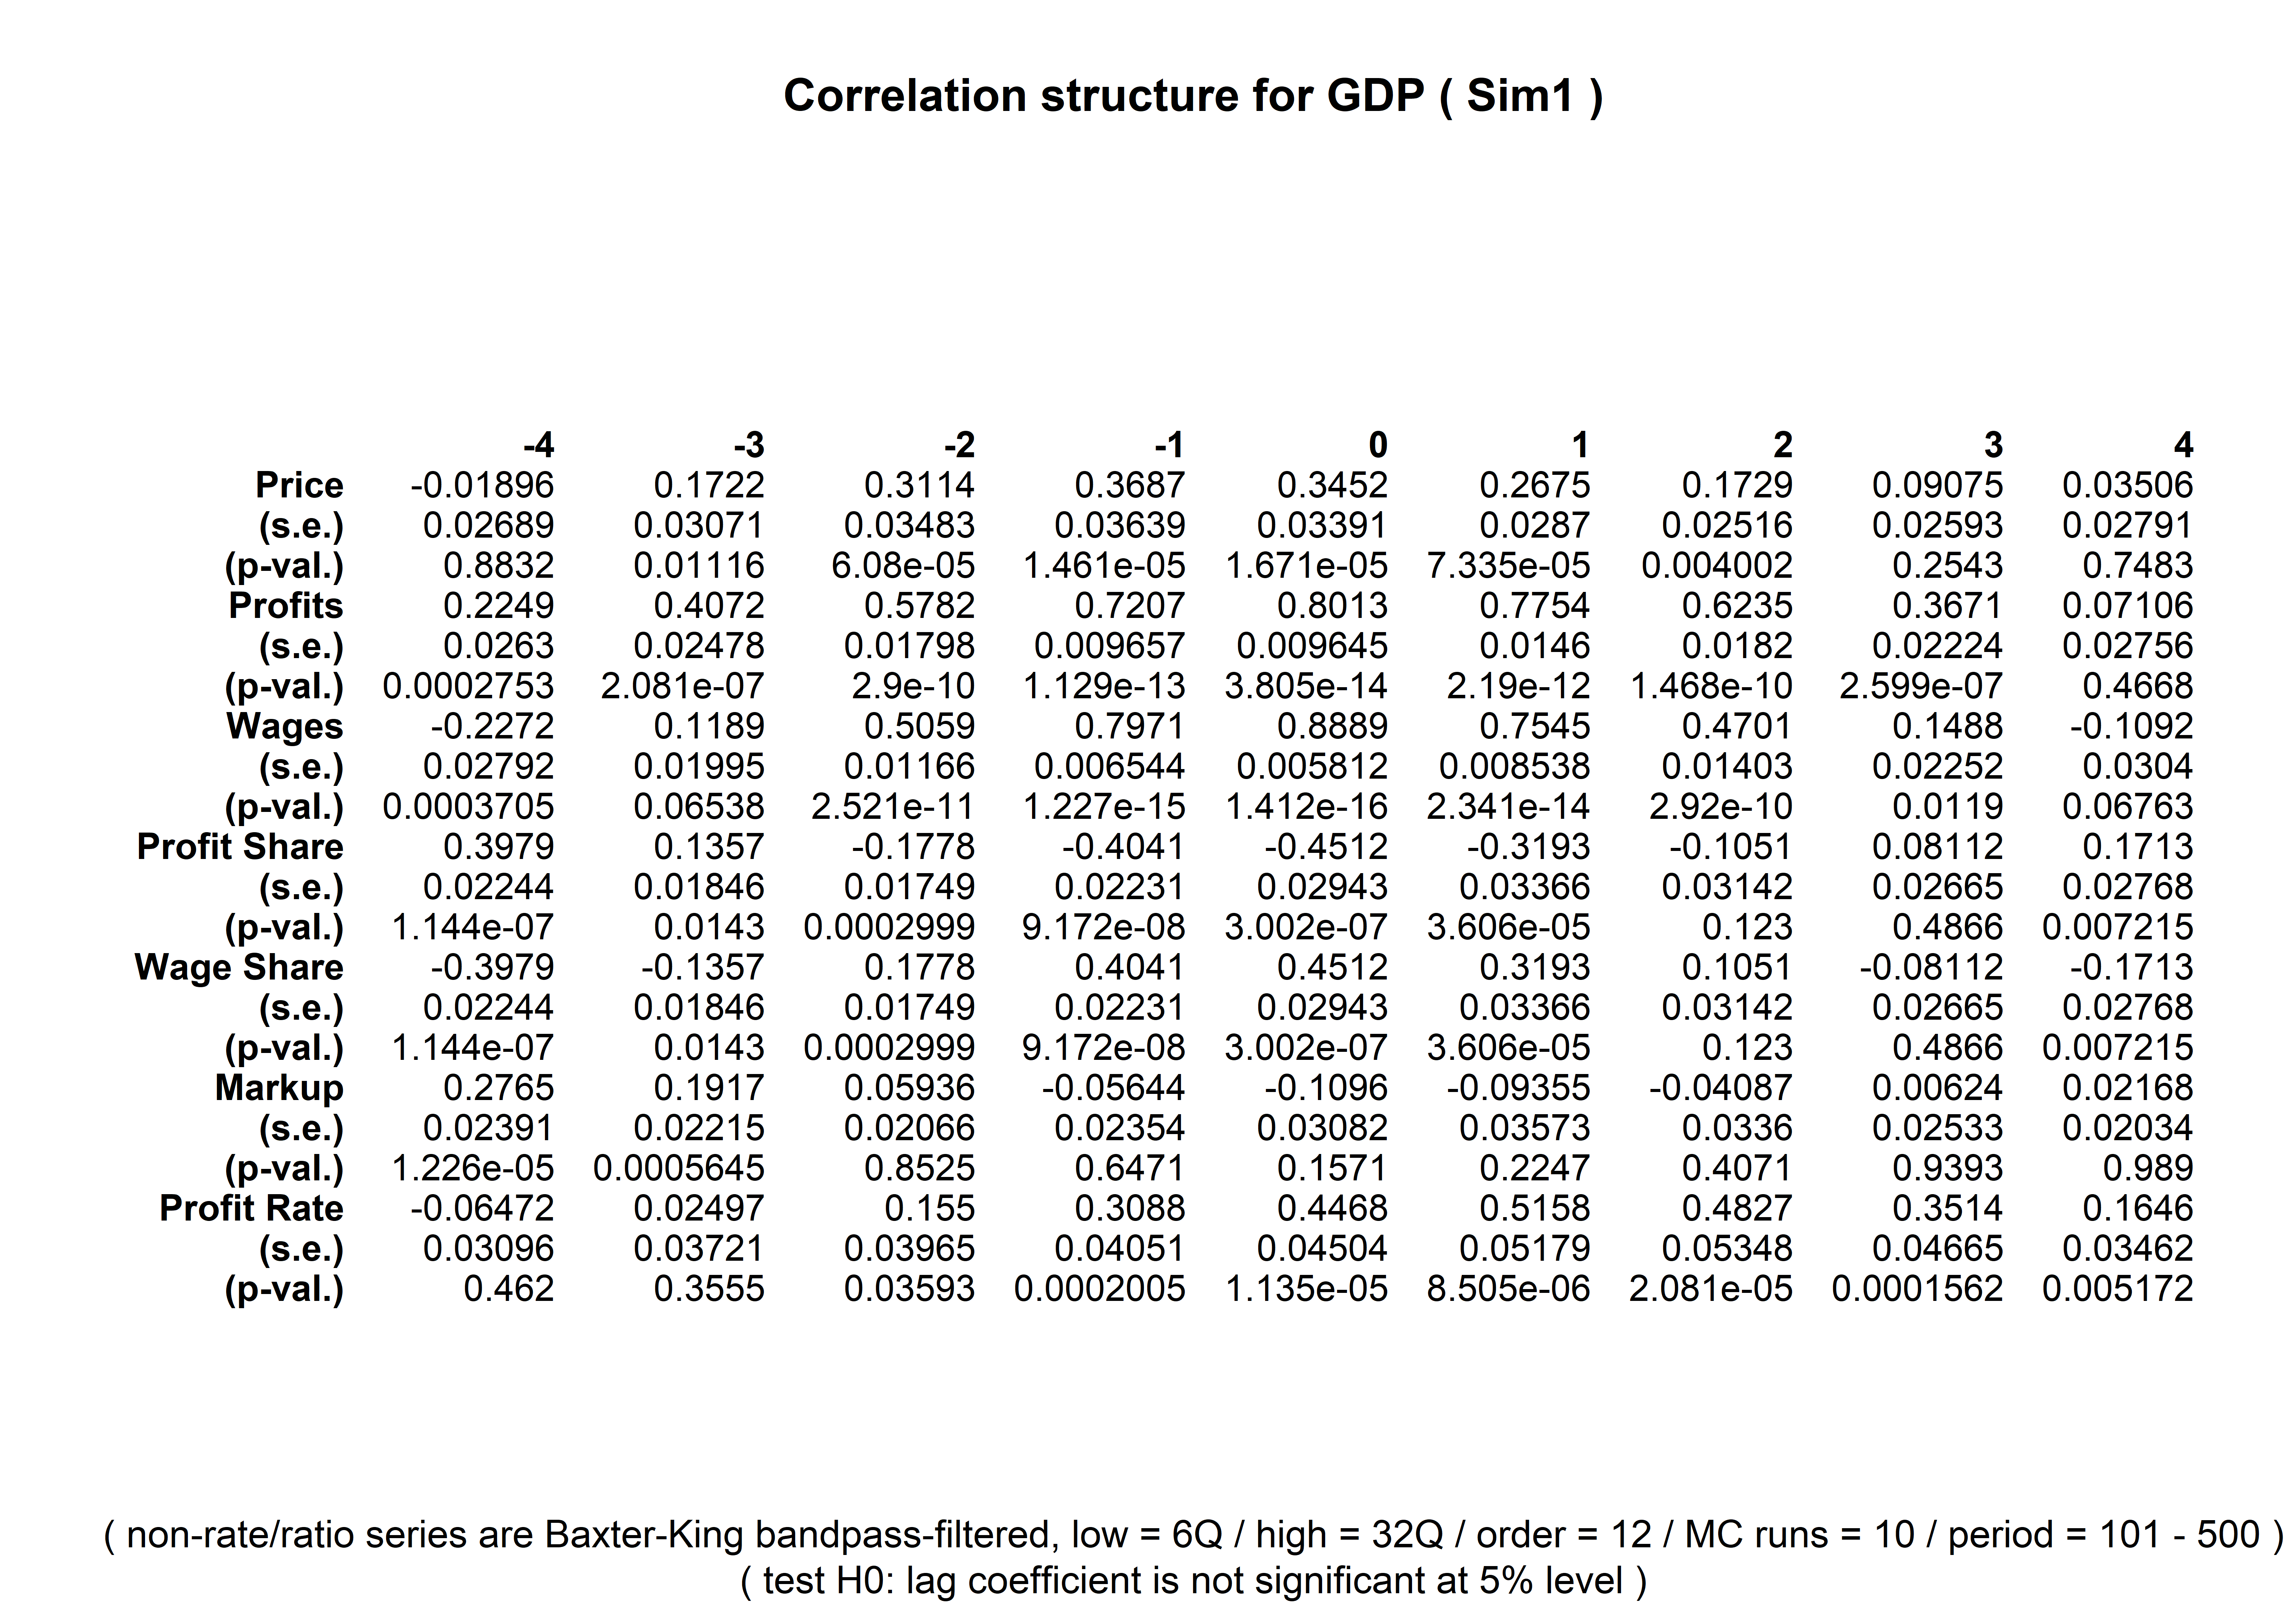 Correlation structure for GDP ( Sim1 )
-4 -3 -2 -1 0 1 2 3 4
Price -0.01896 0.1722 0.3114 0.3687 0.3452 0.2675 0.1729 0.09075 0.03506
(s.e.) 0.02689 0.03071 0.03483 0.03639 0.03391 0.0287 0.02516 0.02593 0.02791
(p-val.) 0.8832 0.01116 6.08e-05 1.461e-05 1.671e-05 7.335e-05 0.004002 0.2543 0.7483
Profits 0.2249 0.4072 0.5782 0.7207 0.8013 0.7754 0.6235 0.3671 0.07106
(s.e.) 0.0263 0.02478 0.01798 0.009657 0.009645 0.0146 0.0182 0.02224 0.02756
(p-val.) 0.0002753 2.081e-07 2.9e-10 1.129e-13 3.805e-14 2.19e-12 1.468e-10 2.599e-07 0.4668
Wages -0.2272 0.1189 0.5059 0.7971 0.8889 0.7545 0.4701 0.1488 -0.1092
(s.e.) 0.02792 0.01995 0.01166 0.006544 0.005812 0.008538 0.01403 0.02252 0.0304
(p-val.) 0.0003705 0.06538 2.521e-11 1.227e-15 1.412e-16 2.341e-14 2.92e-10 0.0119 0.06763
Profit Share 0.3979 0.1357 -0.1778 -0.4041 -0.4512 -0.3193 -0.1051 0.08112 0.1713
(s.e.) 0.02244 0.01846 0.01749 0.02231 0.02943 0.03366 0.03142 0.02665 0.02768
(p-val.) 1.144e-07 0.0143 0.0002999 9.172e-08 3.002e-07 3.606e-05 0.123 0.4866 0.007215
Wage Share -0.3979 -0.1357 0.1778 0.4041 0.4512 0.3193 0.1051 -0.08112 -0.1713
(s.e.) 0.02244 0.01846 0.01749 0.02231 0.02943 0.03366 0.03142 0.02665 0.02768
(p-val.) 1.144e-07 0.0143 0.0002999 9.172e-08 3.002e-07 3.606e-05 0.123 0.4866 0.007215
Markup 0.2765 0.1917 0.05936 -0.05644 -0.1096 -0.09355 -0.04087 0.00624 0.02168
(s.e.) 0.02391 0.02215 0.02066 0.02354 0.03082 0.03573 0.0336 0.02533 0.02034
(p-val.) 1.226e-05 0.0005645 0.8525 0.6471 0.1571 0.2247 0.4071 0.9393 0.989
Profit Rate -0.06472 0.02497 0.155 0.3088 0.4468 0.5158 0.4827 0.3514 0.1646
(s.e.) 0.03096 0.03721 0.03965 0.04051 0.04504 0.05179 0.05348 0.04665 0.03462
(p-val.) 0.462 0.3555 0.03593 0.0002005 1.135e-05 8.505e-06 2.081e-05 0.0001562 0.005172
( non-rate/ratio series are Baxter-King bandpass-filtered, low = 6Q / high = 32Q / order = 12 / MC runs = 10 / period = 101 - 500 )
( test H0: lag coefficient is not significant at 5% level )